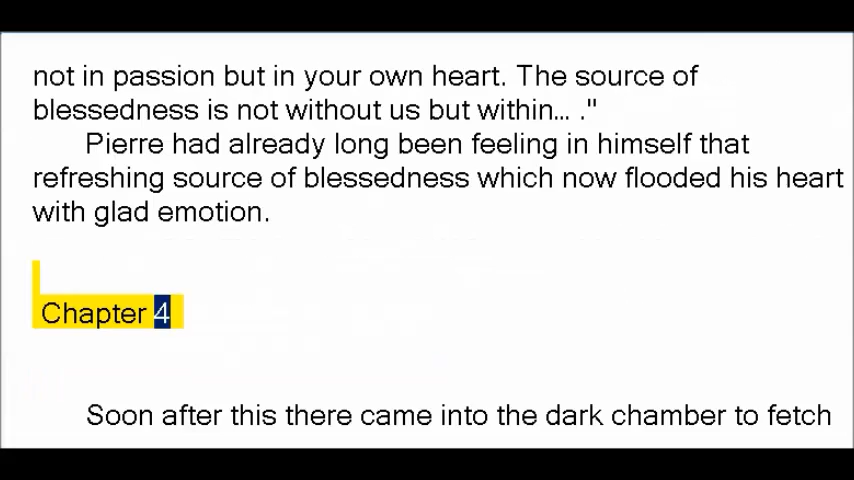 not in passion but in your own heart. The source of
blessedness is not without us but within... ."
Pierre had already long been feeling in himself that
refreshing source of blessedness which now flooded his heart
with glad emotion.
Chapter 4
Soon after this there came into the dark chamber to fetch